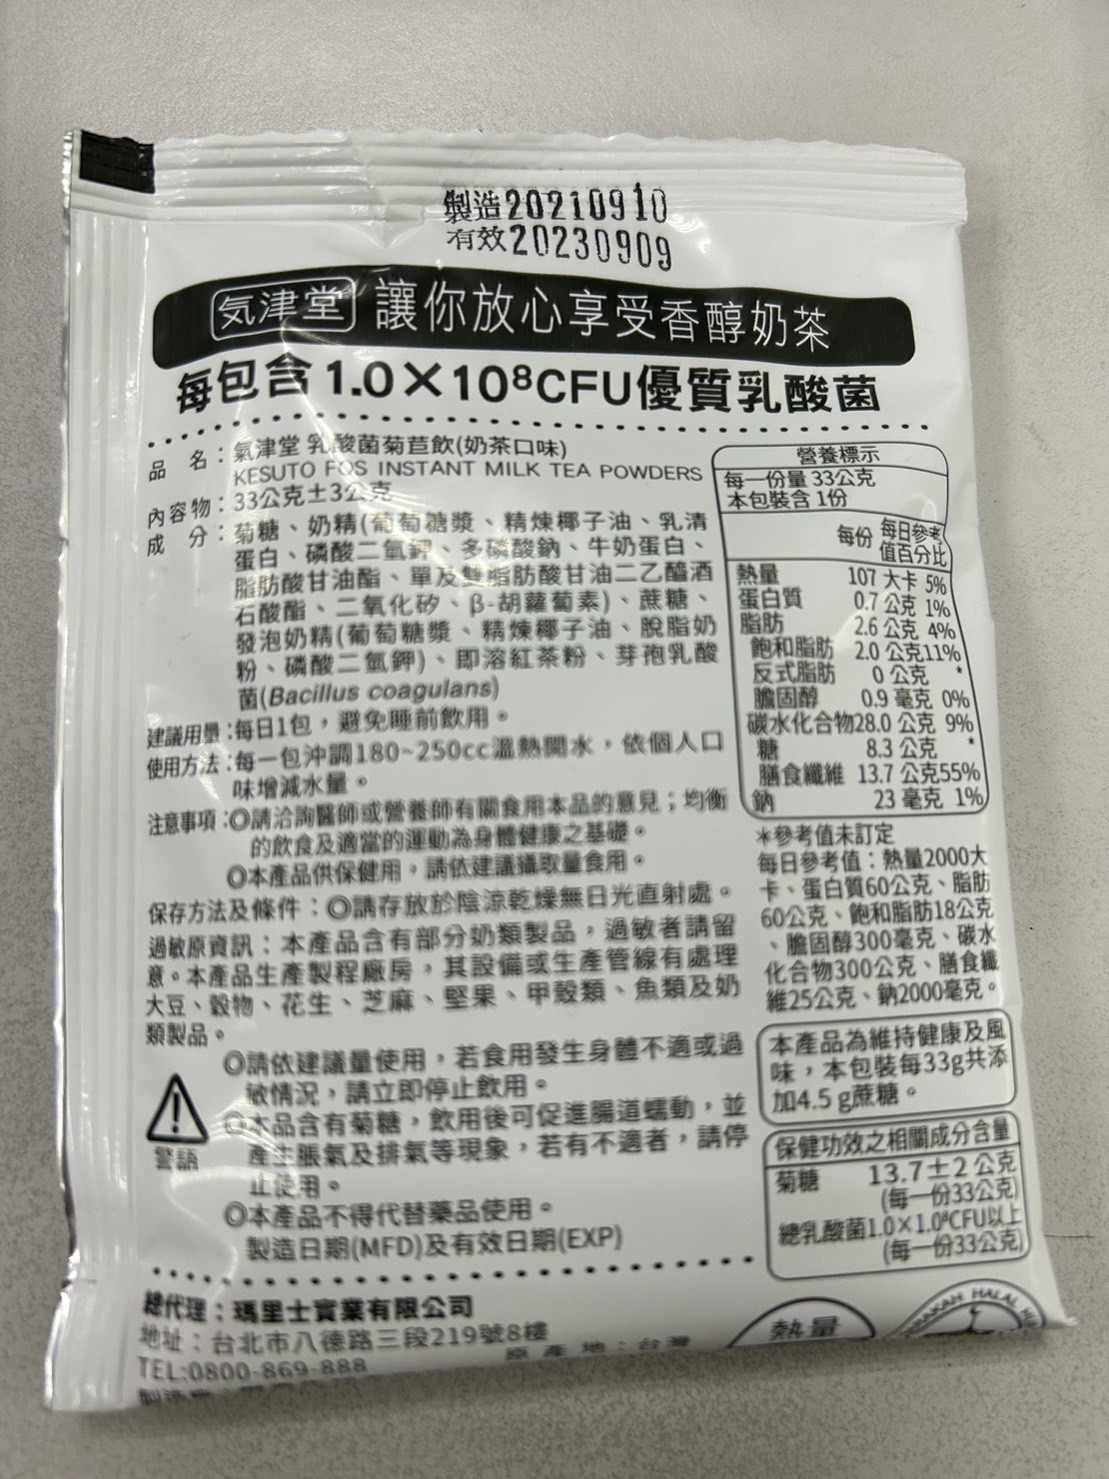 製造20210910
有效20230909
気津堂 讓你放心享受香醇奶茶
每包含1.0×10⁸CFU優質乳酸菌
品名：氣津堂 乳酸菌菊苣飲(奶茶口味)
KESUTO FOS INSTANT MILK TEA POWDERS
內容物：33公克±3公克
成分：菊糖、奶精(葡萄糖漿、精煉椰子油、乳清
蛋白、磷酸二氫鉀、多磷酸鈉、牛奶蛋白、
脂肪酸甘油酯、單及雙脂肪酸甘油二乙醯酒
石酸酯、二氧化矽、β-胡蘿蔔素)、蔗糖、
發泡奶精(葡萄糖漿、精煉椰子油、脫脂奶
粉、磷酸二氫鉀)、即溶紅茶粉、芽孢乳酸
菌(Bacillus coagulans)
建議用量：每日1包，避免睡前飲用。
使用方法：每一包沖調180~250cc溫熱開水，依個人口
味增減水量。
注意事項：◎請洽詢醫師或營養師有關食用本品的意見；均衡
的飲食及適當的運動為身體健康之基礎。
◎本產品供保健用，請依建議攝取量食用。
保存方法及條件：◎請存放於陰涼乾燥無日光直射處。
過敏原資訊：本產品含有部分奶類製品，過敏者請留
意。本產品生產製程廠房，其設備或生產管線有處理
大豆、穀物、花生、芝麻、堅果、甲殼類、魚類及奶
類製品。
警語
◎請依建議量使用，若食用發生身體不適或過
敏情況，請立即停止飲用。
◎本品含有菊糖，飲用後可促進腸道蠕動，並
產生脹氣及排氣等現象，若有不適者，請停
止使用。
◎本產品不得代替藥品使用。
製造日期(MFD)及有效日期(EXP)
總代理：瑪里士實業有限公司
地址：台北市八德路三段219號8樓
TEL:0800-869-888
原產地：台灣
營養標示
每一份量 33公克
本包裝含 1份
每份 每日參考值百分比
熱量 107 大卡 5%
蛋白質 0.7 公克 1%
脂肪 2.6 公克 4%
飽和脂肪 2.0 公克 11%
反式脂肪 0 公克 *
膽固醇 0.9 毫克 0%
碳水化合物 28.0 公克 9%
糖 8.3 公克 *
膳食纖維 13.7 公克 55%
鈉 23 毫克 1%
＊參考值未訂定
每日參考值：熱量2000大
卡、蛋白質60公克、脂肪
60公克、飽和脂肪18公克
、膽固醇300毫克、碳水
化合物300公克、膳食纖
維25公克、鈉2000毫克。
本產品為維持健康及風
味，本包裝每33g共添
加4.5 g蔗糖。
保健功效之相關成分含量
菊糖 13.7±2 公克
(每一份33公克)
總乳酸菌1.0×1.0⁸CFU以上
(每一份33公克)
熱量
HALAL